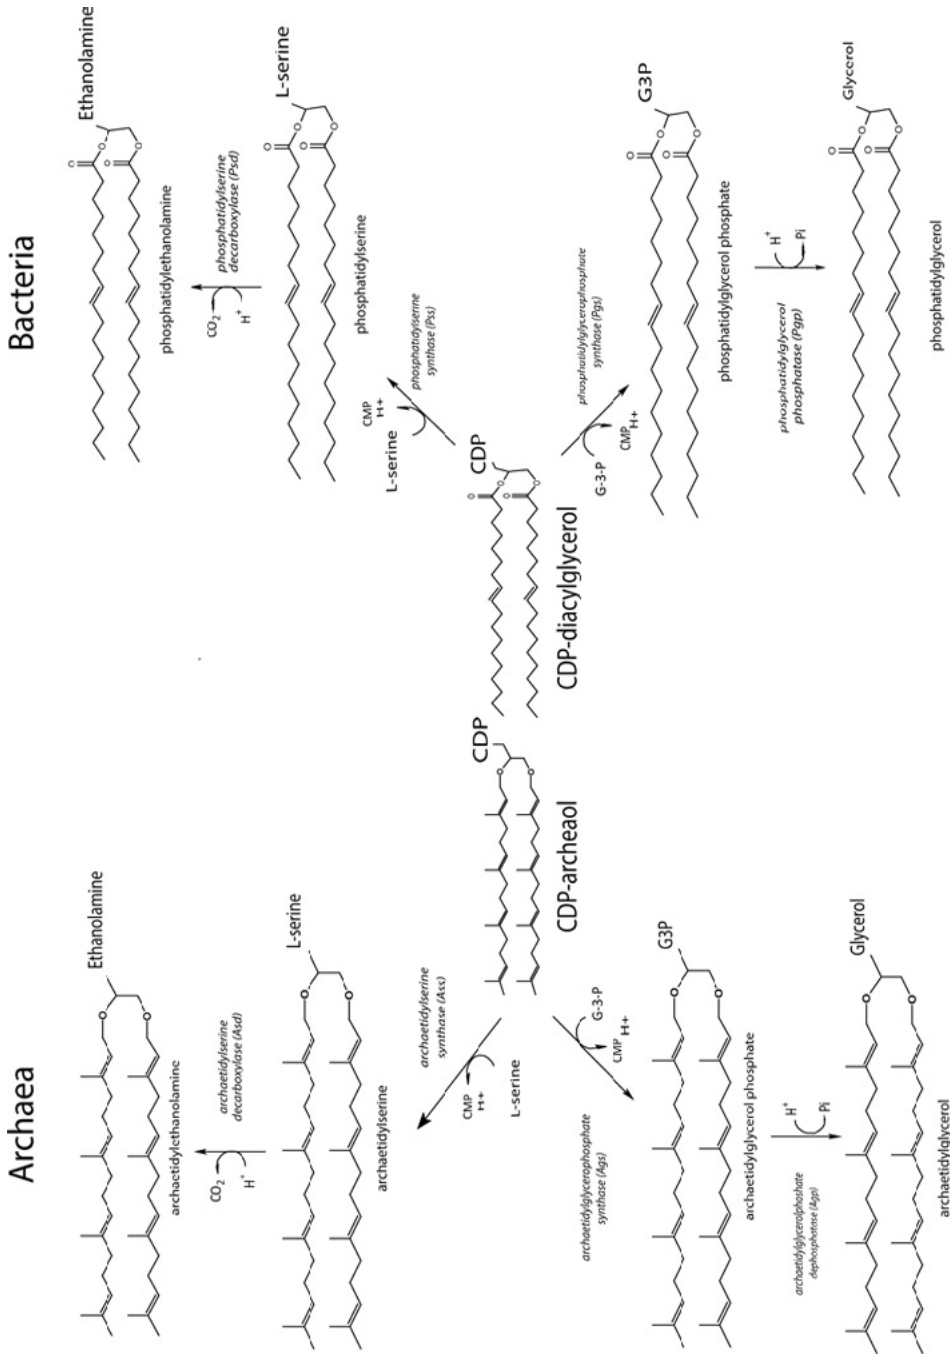 Archaea
Bacteria
Ethanolamine
archaetidylethanolamine
CO2
H+
archaetidylserine
decarboxylase (Asd)
L-serine
archaetidylserine
archaetidylserine
synthase (Ass)
CMP
H+
L-serine
CDP
CDP-archeaol
G-3-P
CMP
H+
archaetidylglycerophosphate
synthase (Ags)
G3P
archaetidylglycerol phosphate
archaetidylglycerolphoshate
dephosphatase (Agp)
H+
Pi
Glycerol
archaetidylglycerol
Ethanolamine
phosphatidylethanolamine
CO2
H+
phosphatidylserine
decarboxylase (Psd)
L-serine
phosphatidylserine
phosphatidylserine
synthase (Pss)
CMP
H+
L-serine
CDP
CDP-diacylglycerol
G-3-P
CMP
H+
phosphatidylglycerophosphate
synthase (Pgs)
G3P
phosphatidylglycerol phosphate
phosphatidylglycerol
phosphatase (Pgp)
H+
Pi
Glycerol
phosphatidylglycerol